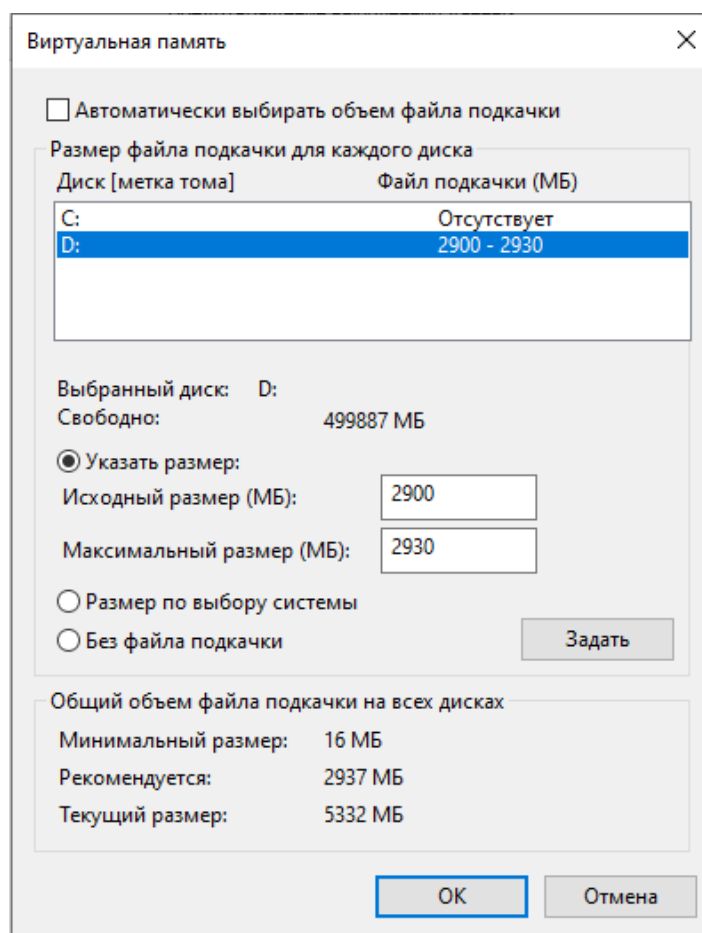 Виртуальная память
Автоматически выбирать объем файла подкачки
Размер файла подкачки для каждого диска
Диск [метка тома] Файл подкачки (МБ)
C: Отсутствует
D: 2900 - 2930
Выбранный диск: D:
Свободно: 499887 МБ
Указать размер:
Исходный размер (МБ): 2900
Максимальный размер (МБ): 2930
Размер по выбору системы
Без файла подкачки Задать
Общий объем файла подкачки на всех дисках
Минимальный размер: 16 МБ
Рекомендуется: 2937 МБ
Текущий размер: 5332 МБ
ОК Отмена